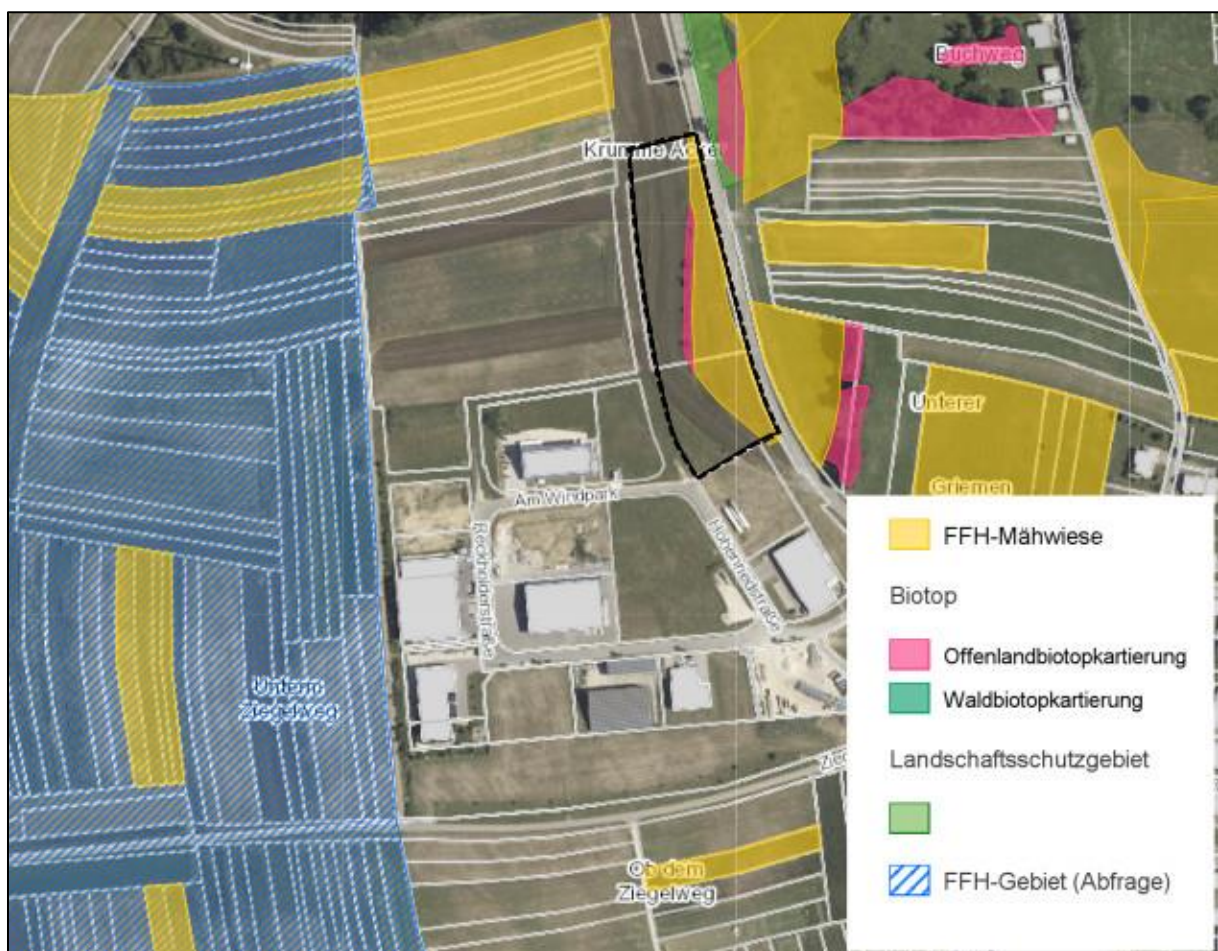 Buchweg
Krumme Äcker
Unterer
Griemen
Am Windpark
Reckholderstraße
Hohenriedstraße
Unterm
Ziegelweg
Ob dem
Ziegelweg
FFH-Mähwiese
Biotop
Offenlandbiotopkartierung
Waldbiotopkartierung
Landschaftsschutzgebiet
FFH-Gebiet (Abfrage)